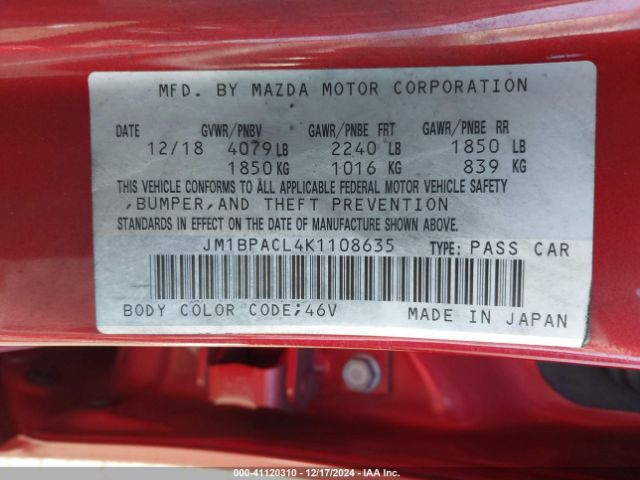 MFD. BY MAZDA MOTOR CORPORATION
DATE GVWR/PNBV GAWR/PNBE FRT GAWR/PNBE RR
12/18 4079 LB 2240 LB 1850 LB
1850 KG 1016 KG 839 KG
THIS VEHICLE CONFORMS TO ALL APPLICABLE FEDERAL MOTOR VEHICLE SAFETY
,BUMPER,AND THEFT PREVENTION
STANDARDS IN EFFECT ON THE DATE OF MANUFACTURE SHOWN ABOVE.
JM1BPACL4K1108635 TYPE: PASS CAR
BODY COLOR CODE;46V MADE IN JAPAN
000-41120310 - 12/17/2024 - IAA Inc.